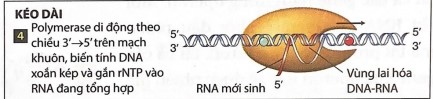 KÉO DÀI
4 Polymerase di động theo
chiều 3’→5’ trên mạch
khuôn, biến tính DNA
xoắn kép và gắn rNTP vào
RNA đang tổng hợp
5’
3’
5’
3’
5’
RNA mới sinh
Vùng lai hóa
DNA-RNA